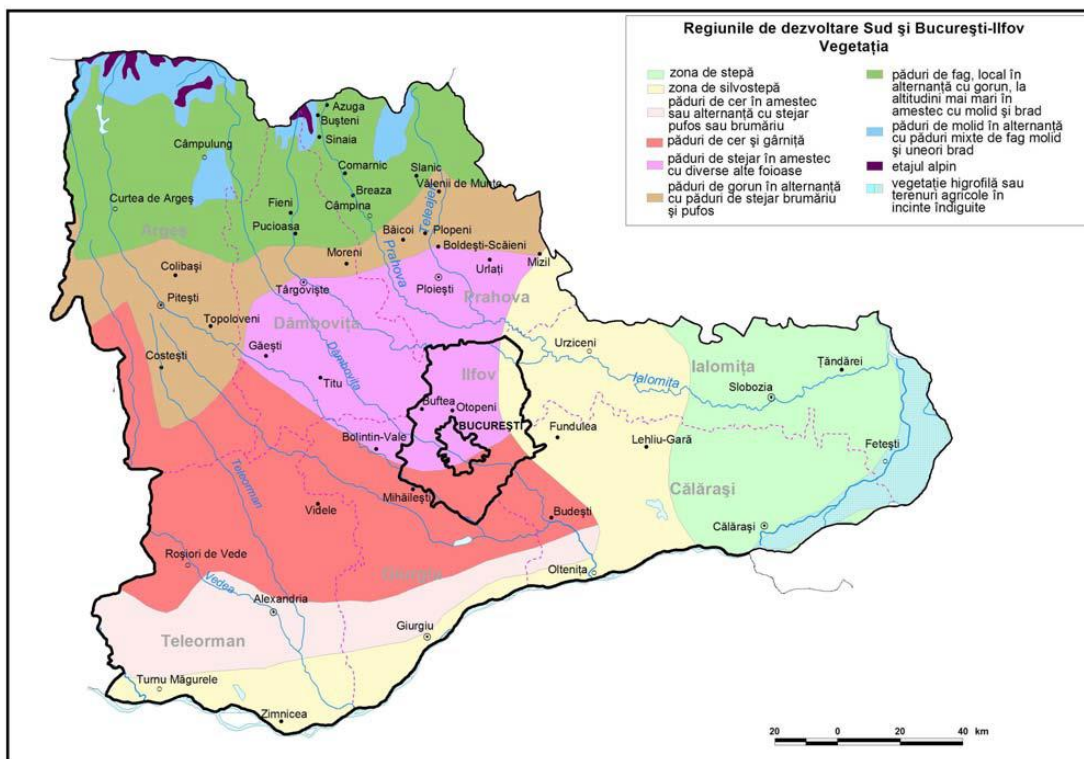 Regiunile de dezvoltare Sud şi Bucureşti-Ilfov
Vegetaţia
zona de stepă
zona de silvostepă
păduri de cer în amestec
sau alternanţă cu stejar
pufos sau brumăriu
păduri de cer şi gârniţă
păduri de stejar în amestec
cu diverse alte foioase
păduri de gorun în alternanţă
cu păduri de stejar brumăriu
şi pufos
păduri de fag, local în
alternanţă cu gorun, la
altitudini mai mari în
amestec cu molid şi brad
păduri de molid în alternanţă
cu păduri mixte de fag molid
şi uneori brad
etajul alpin
vegetaţie higrofilă sau
terenuri agricole în
incinte îndiguite
Azuga
Buşteni
Sinaia
Câmpulung
Comarnic
Slanic
Vălenii de Munte
Breaza
Curtea de Argeş
Fieni
Câmpina
Teleajen
Pucioasa
Argeş
Băicoi
Plopeni
Boldeşti-Scăieni
Moreni
Urlaţi
Mizil
Colibaşi
Prahova
Târgovişte
Ploieşti
Piteşti
Prahova
Topoloveni
Dâmboviţa
Costeşti
Găeşti
Dâmboviţa
Urziceni
Ialomiţa
Ialomiţa
Ţăndărei
Titu
Ilfov
Slobozia
Buftea
Otopeni
BUCUREŞTI
Bolintin-Vale
Fundulea
Lehliu-Gară
Feteşti
Teleorman
Mihăileşti
Călăraşi
Videle
Budeşti
Călăraşi
Roşiori de Vede
Olteniţa
Giurgiu
Vedea
Alexandria
Giurgiu
Teleorman
Turnu Măgurele
Zimnicea
20 0 20 40 km